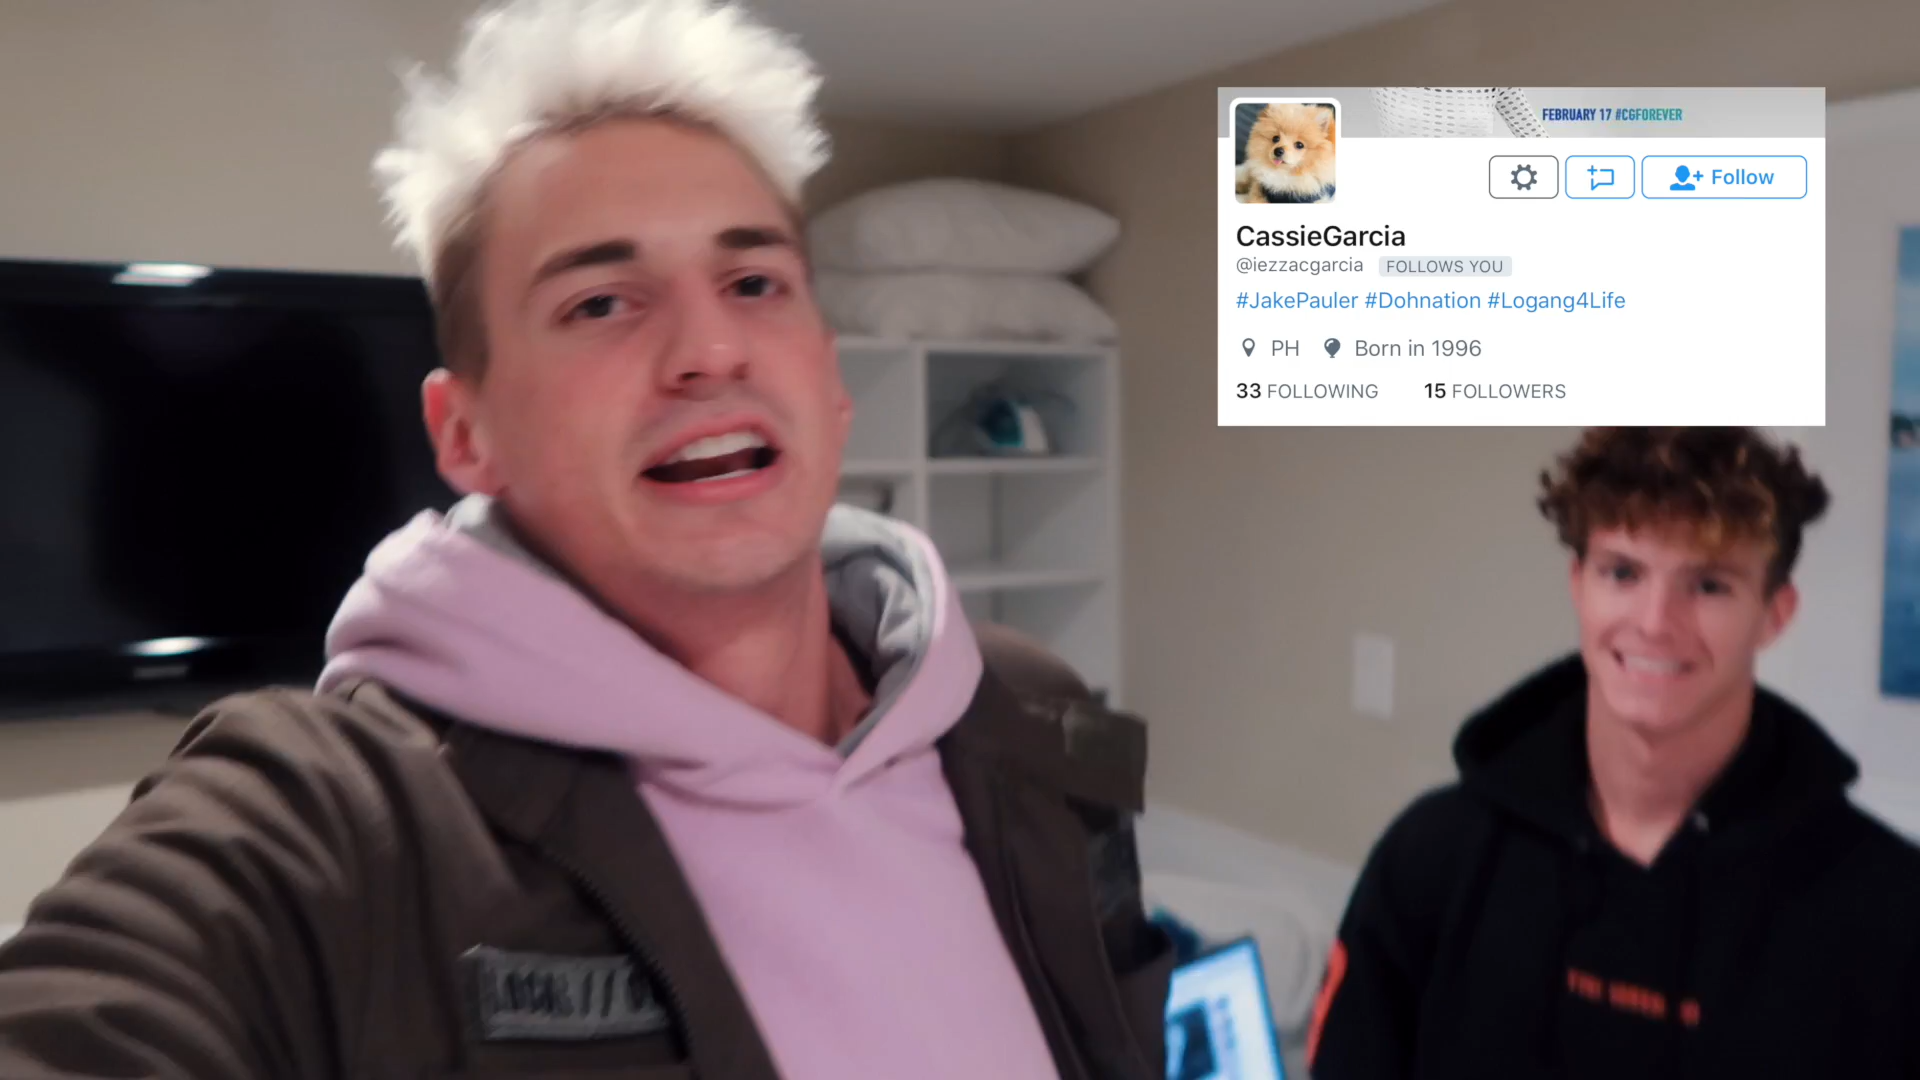 FEBRUARY 17 #CGFOREVER
Follow
CassieGarcia
@iezzacgarcia FOLLOWS YOU
#JakePauler #Dohnation #Logang4Life
PH Born in 1996
33 FOLLOWING 15 FOLLOWERS